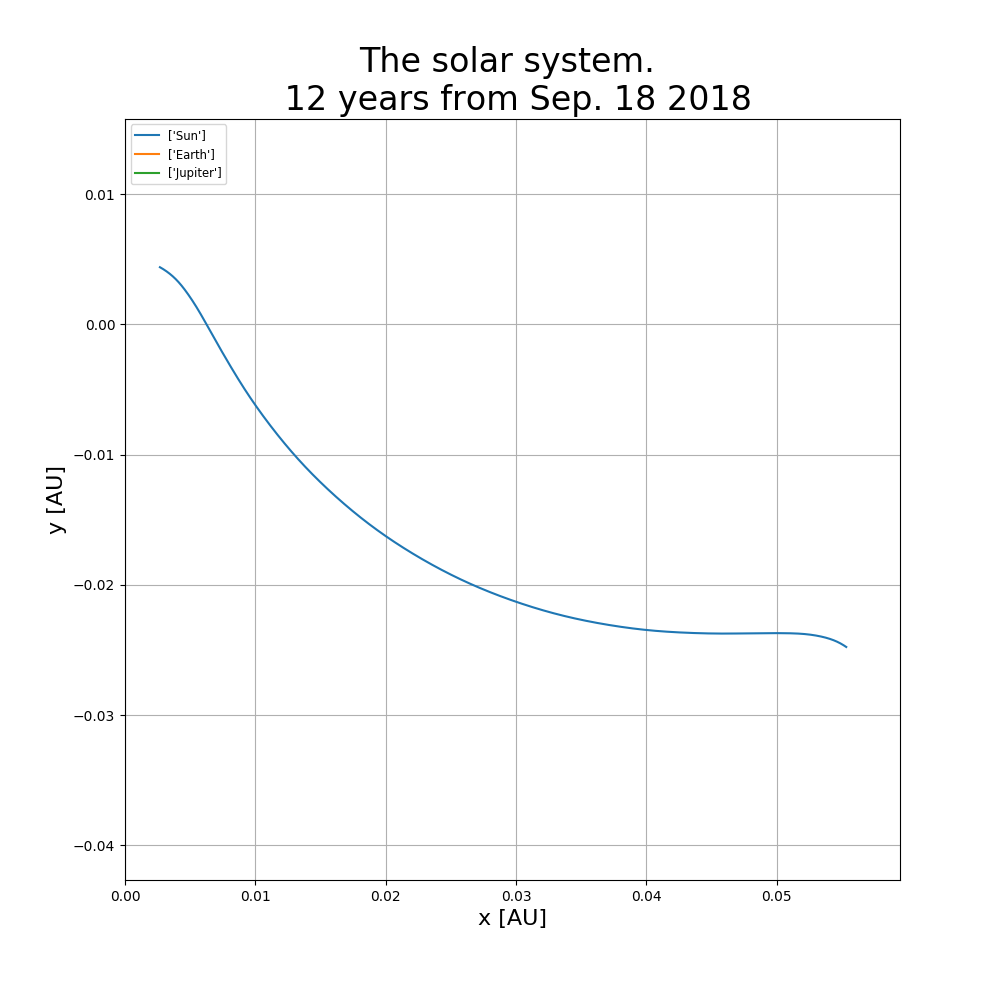 The solar system.
12 years from Sep. 18 2018
['Sun']
['Earth']
['Jupiter']
0.01
0.00
−0.01
−0.02
−0.03
−0.04
y [AU]
0.00 0.01 0.02 0.03 0.04 0.05
x [AU]